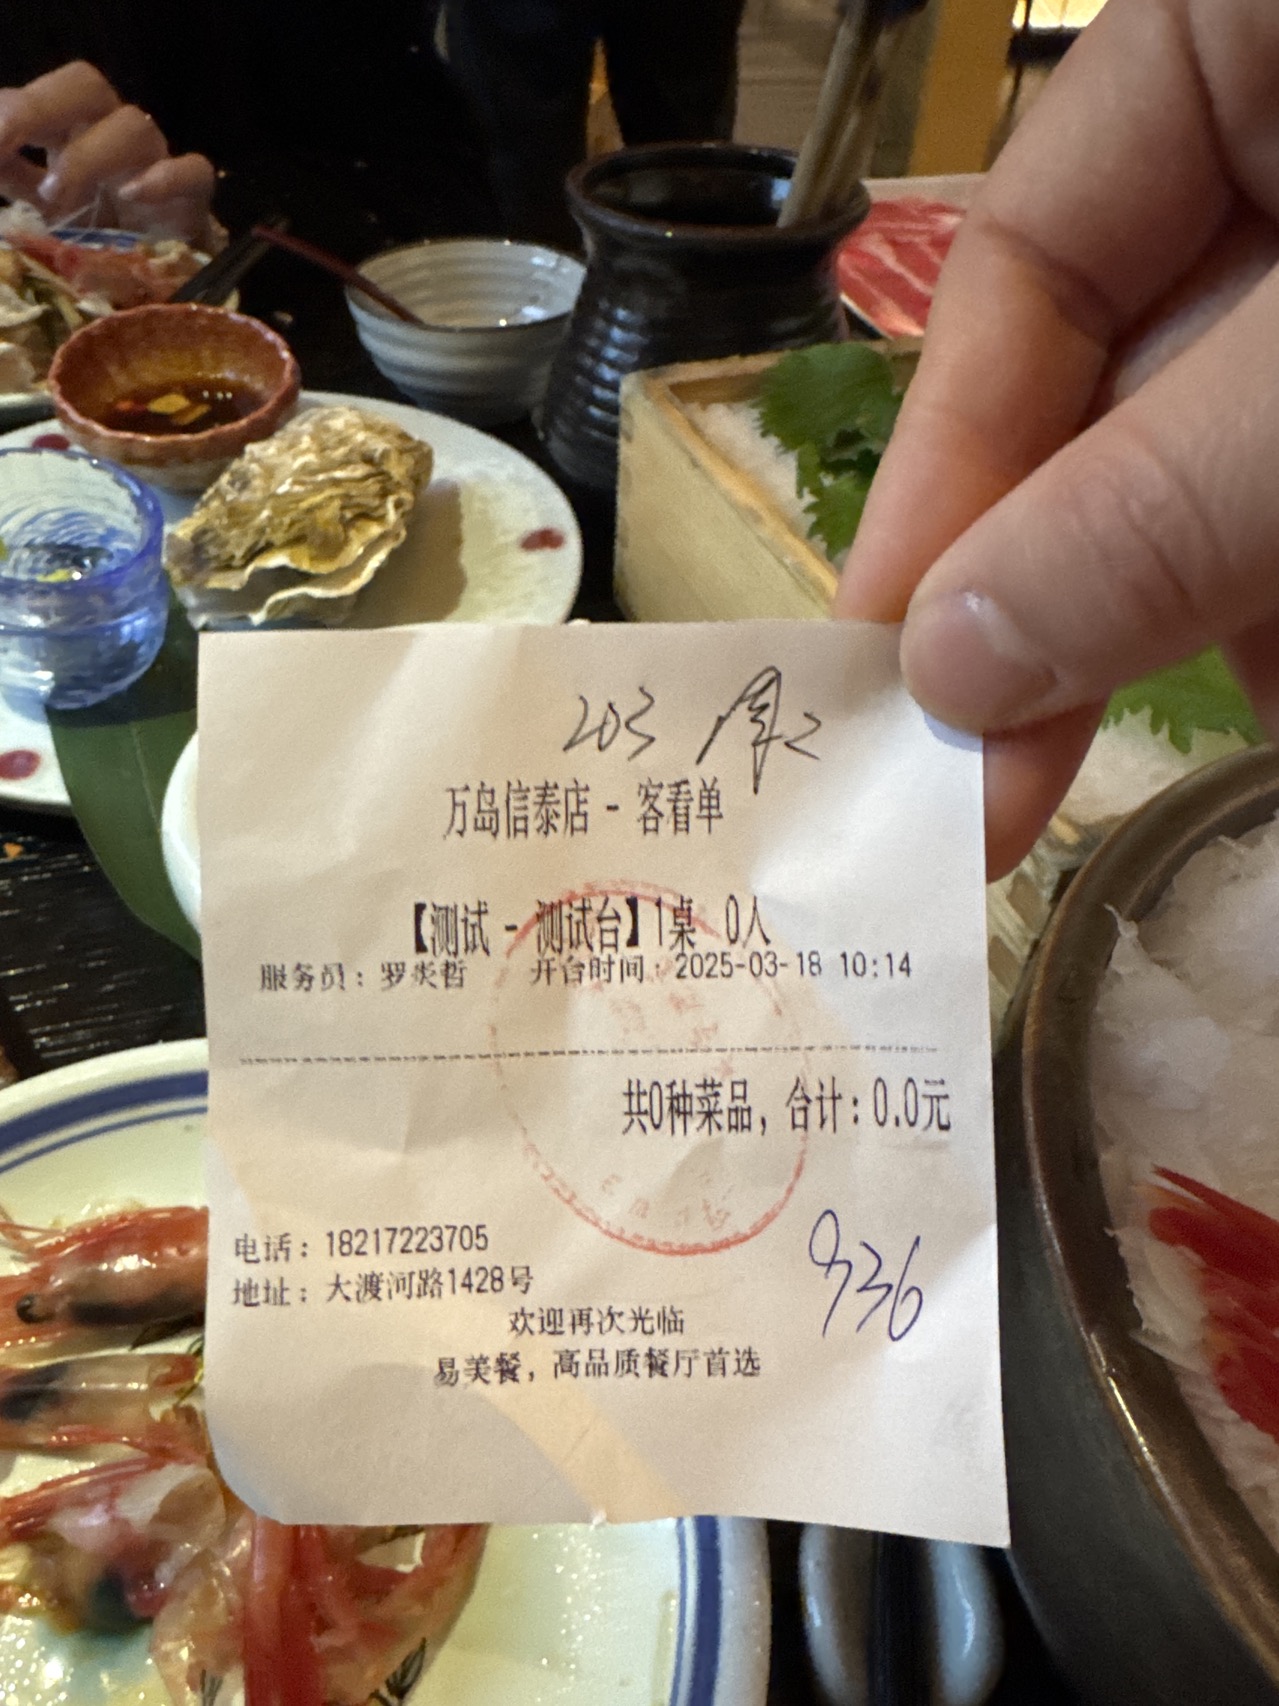 203 周2
万岛信泰店 - 客看单
【测试 - 测试台】1桌 0人
服务员：罗炎哲 开台时间：2025-03-18 10:14
共0种菜品，合计：0.0元
电话：18217223705
地址：大渡河路1428号
936
欢迎再次光临
易美餐，高品质餐厅首选